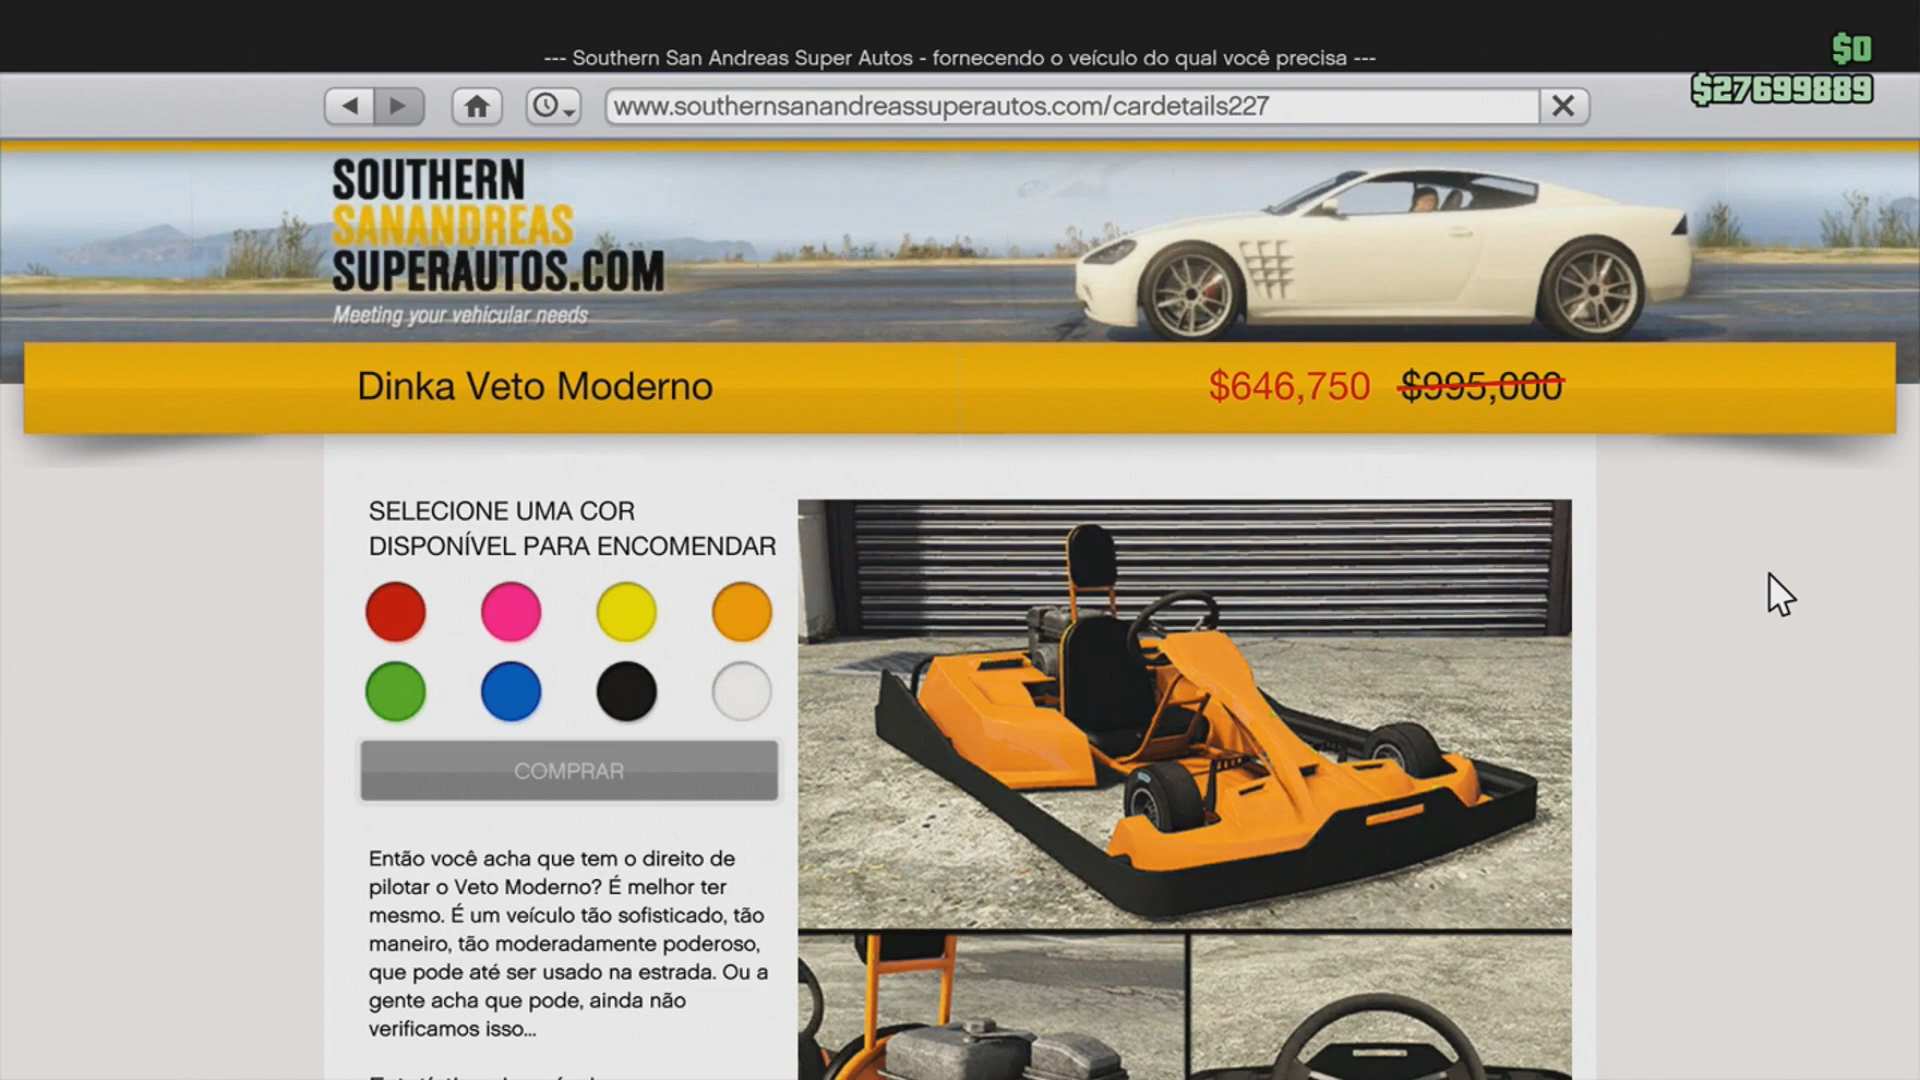 --- Southern San Andreas Super Autos - fornecendo o veículo do qual você precisa ---
$0
$27699889
www.southernsanandreassuperautos.com/cardetails227
SOUTHERN
SANANDREAS
SUPERAUTOS.COM
Meeting your vehicular needs
Dinka Veto Moderno
$646,750 $995,000
SELECIONE UMA COR
DISPONÍVEL PARA ENCOMENDAR
COMPRAR
Então você acha que tem o direito de
pilotar o Veto Moderno? É melhor ter
mesmo. É um veículo tão sofisticado, tão
maneiro, tão moderadamente poderoso,
que pode até ser usado na estrada. Ou a
gente acha que pode, ainda não
verificamos isso...